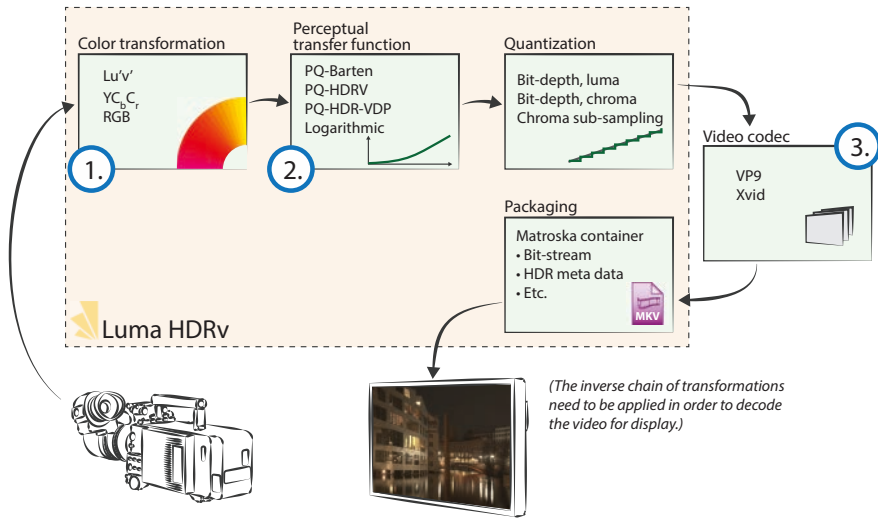 Color transformation
Lu'v'
YCbCr
RGB
1.
Perceptual
transfer function
PQ-Barten
PQ-HDRV
PQ-HDR-VDP
Logarithmic
2.
Quantization
Bit-depth, luma
Bit-depth, chroma
Chroma sub-sampling
Video codec
3.
VP9
Xvid
Packaging
Matroska container
• Bit-stream
• HDR meta data
• Etc.
MKV
Luma HDRv
(The inverse chain of transformations
need to be applied in order to decode
the video for display.)